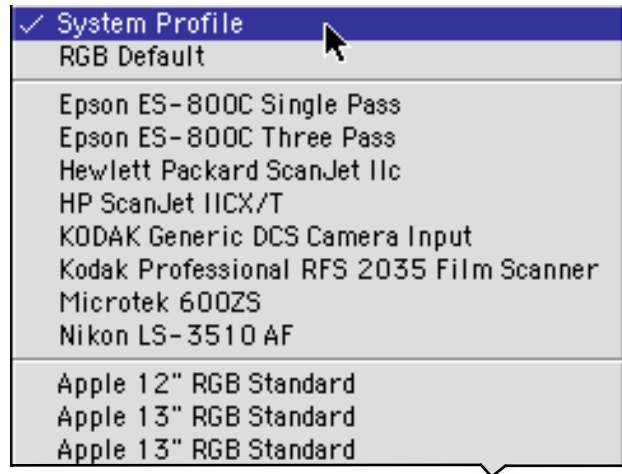 ✓ System Profile
RGB Default
Epson ES-800C Single Pass
Epson ES-800C Three Pass
Hewlett Packard ScanJet IIc
HP ScanJet IICX/T
KODAK Generic DCS Camera Input
Kodak Professional RFS 2035 Film Scanner
Microtek 600ZS
Nikon LS-3510 AF
Apple 12" RGB Standard
Apple 13" RGB Standard
Apple 13" RGB Standard